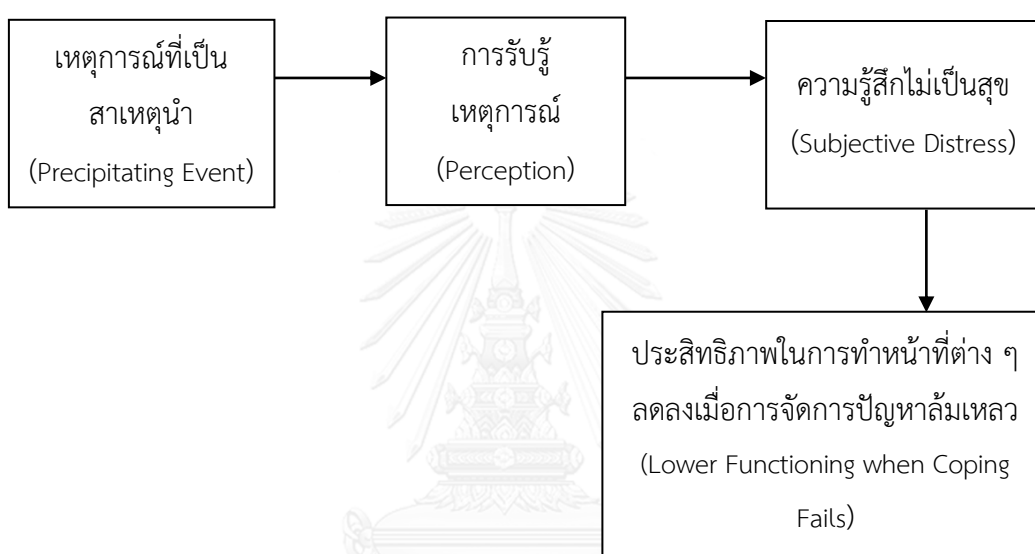 เหตุการณ์ที่เป็น
สาเหตุนำ
(Precipitating Event)
การรับรู้
เหตุการณ์
(Perception)
ความรู้สึกไม่เป็นสุข
(Subjective Distress)
ประสิทธิภาพในการทำหน้าที่ต่าง ๆ
ลดลงเมื่อการจัดการปัญหาล้มเหลว
(Lower Functioning when Coping
Fails)